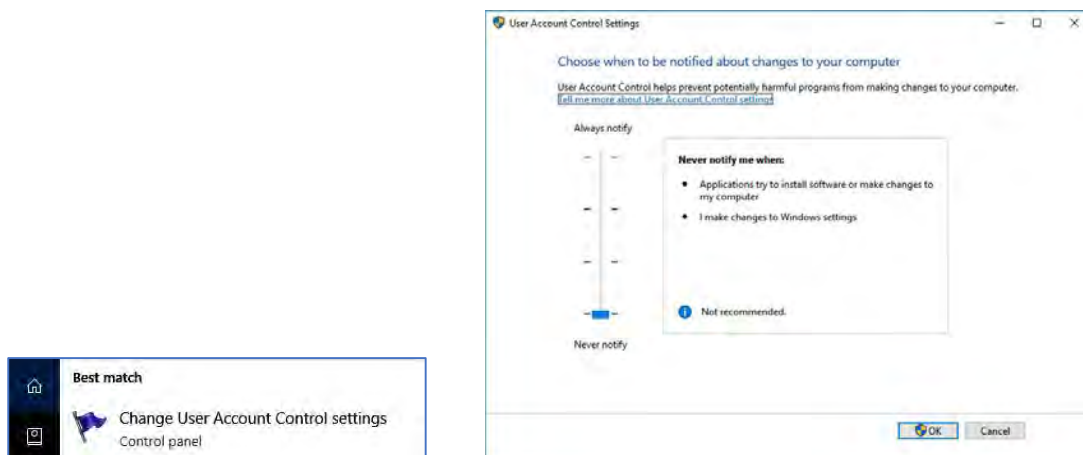 Best match
Change User Account Control settings
Control panel
User Account Control Settings
Choose when to be notified about changes to your computer
User Account Control helps prevent potentially harmful programs from making changes to your computer.
Tell me more about User Account Control settings
Always notify
Never notify me when:
• Applications try to install software or make changes to
my computer
• I make changes to Windows settings
Not recommended.
Never notify
OK Cancel